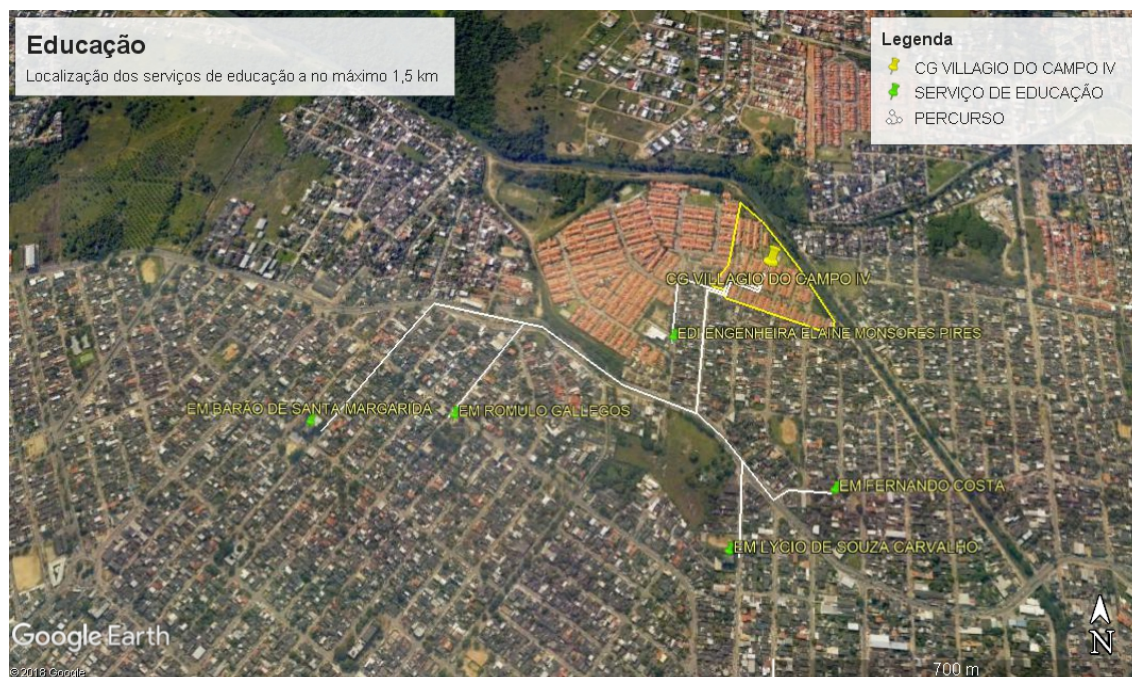 Educação
Localização dos serviços de educação a no máximo 1,5 km
Legenda
CG VILLAGIO DO CAMPO IV
SERVIÇO DE EDUCAÇÃO
PERCURSO
CG VILLAGIO DO CAMPO IV
EDI ENGENHEIRA ELAINE MONSORES PIRES
EM BARÃO DE SANTA MARGARIDA
EM ROMULO GALLEGOS
EM FERNANDO COSTA
EM LYCIO DE SOUZA CARVALHO
Google Earth
N
© 2018 Google
700 m